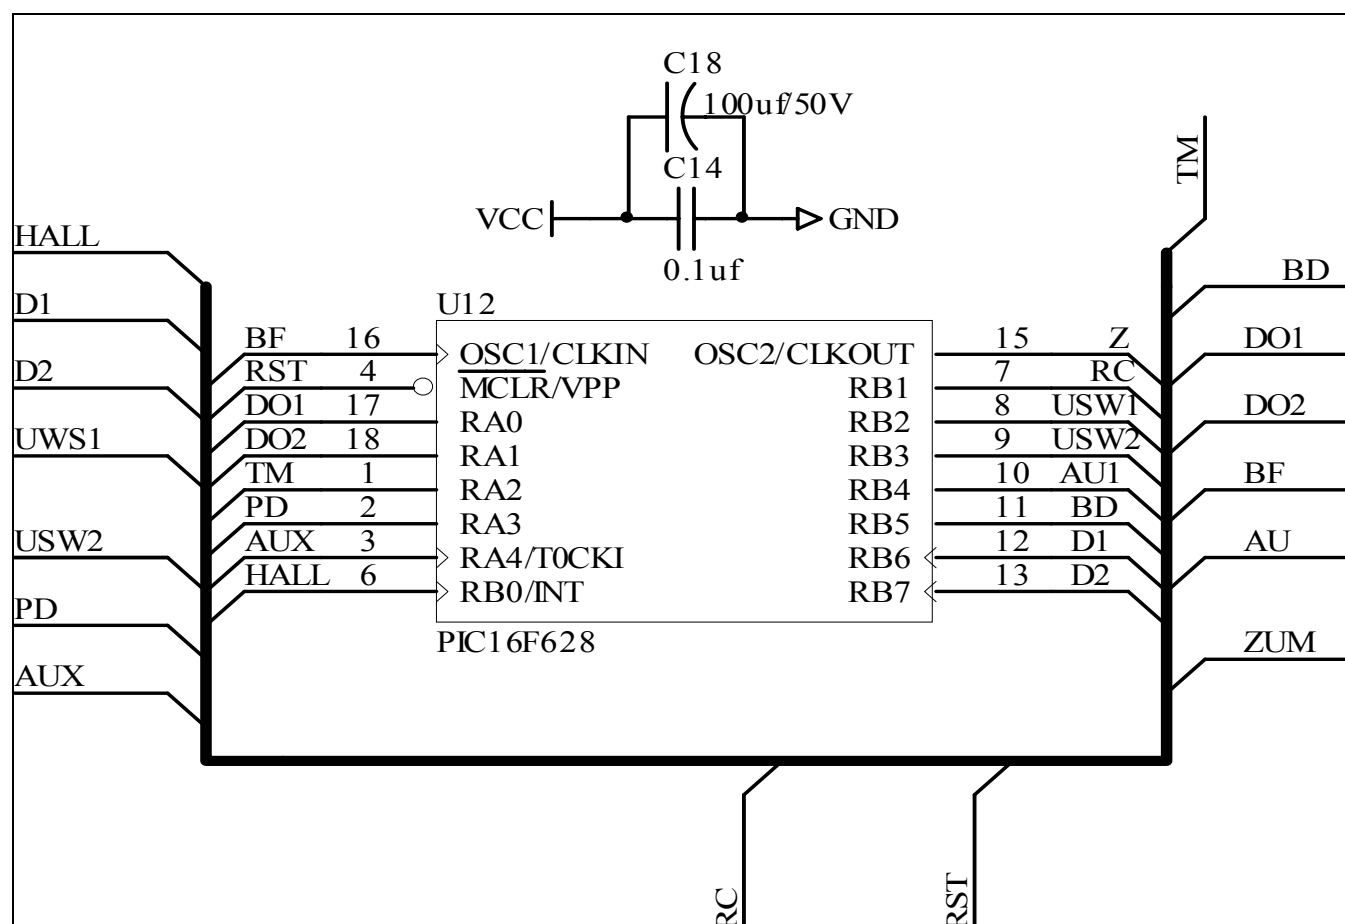 C18
100uf/50V
C14
VCC
GND
0.1uf
TM
HALL
D1
D2
UWS1
USW2
PD
AUX
U12
BF 16 OSC1/CLKIN OSC2/CLKOUT 15 Z
RST 4 MCLR/VPP RB1 7 RC
DO1 17 RA0 RB2 8 USW1
DO2 18 RA1 RB3 9 USW2
TM 1 RA2 RB4 10 AU1
PD 2 RA3 RB5 11 BD
AUX 3 RA4/T0CKI RB6 12 D1
HALL 6 RB0/INT RB7 13 D2
PIC16F628
BD
DO1
DO2
BF
AU
ZUM
RC
RST